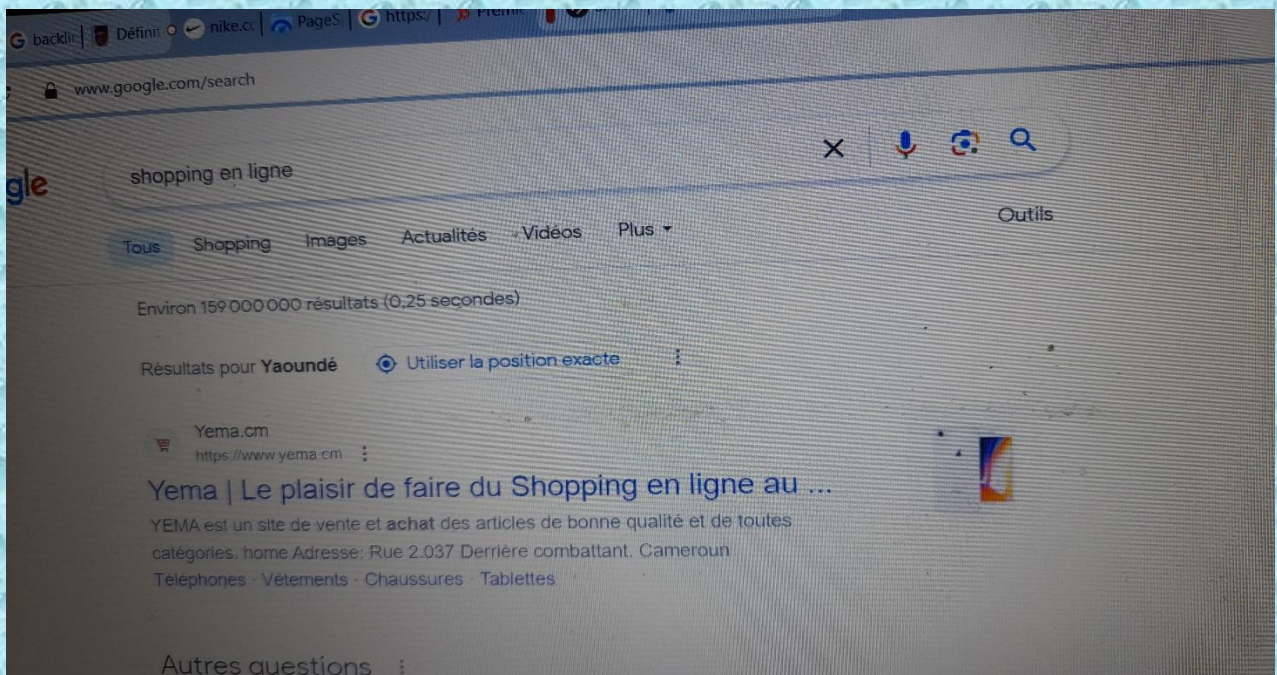 backli Définit nike.cc PageS https:/
www.google.com/search
gle
shopping en ligne
Tous Shopping Images Actualités Vidéos Plus Outils
Environ 159 000 000 résultats (0,25 secondes)
Résultats pour Yaoundé Utiliser la position exacte
Yema.cm
https://www.yema.cm
Yema | Le plaisir de faire du Shopping en ligne au ...
YEMA est un site de vente et achat des articles de bonne qualité et de toutes
catégories. home Adresse: Rue 2.037 Derrière combattant. Cameroun
Téléphones · Vêtements · Chaussures · Tablettes
Autres questions